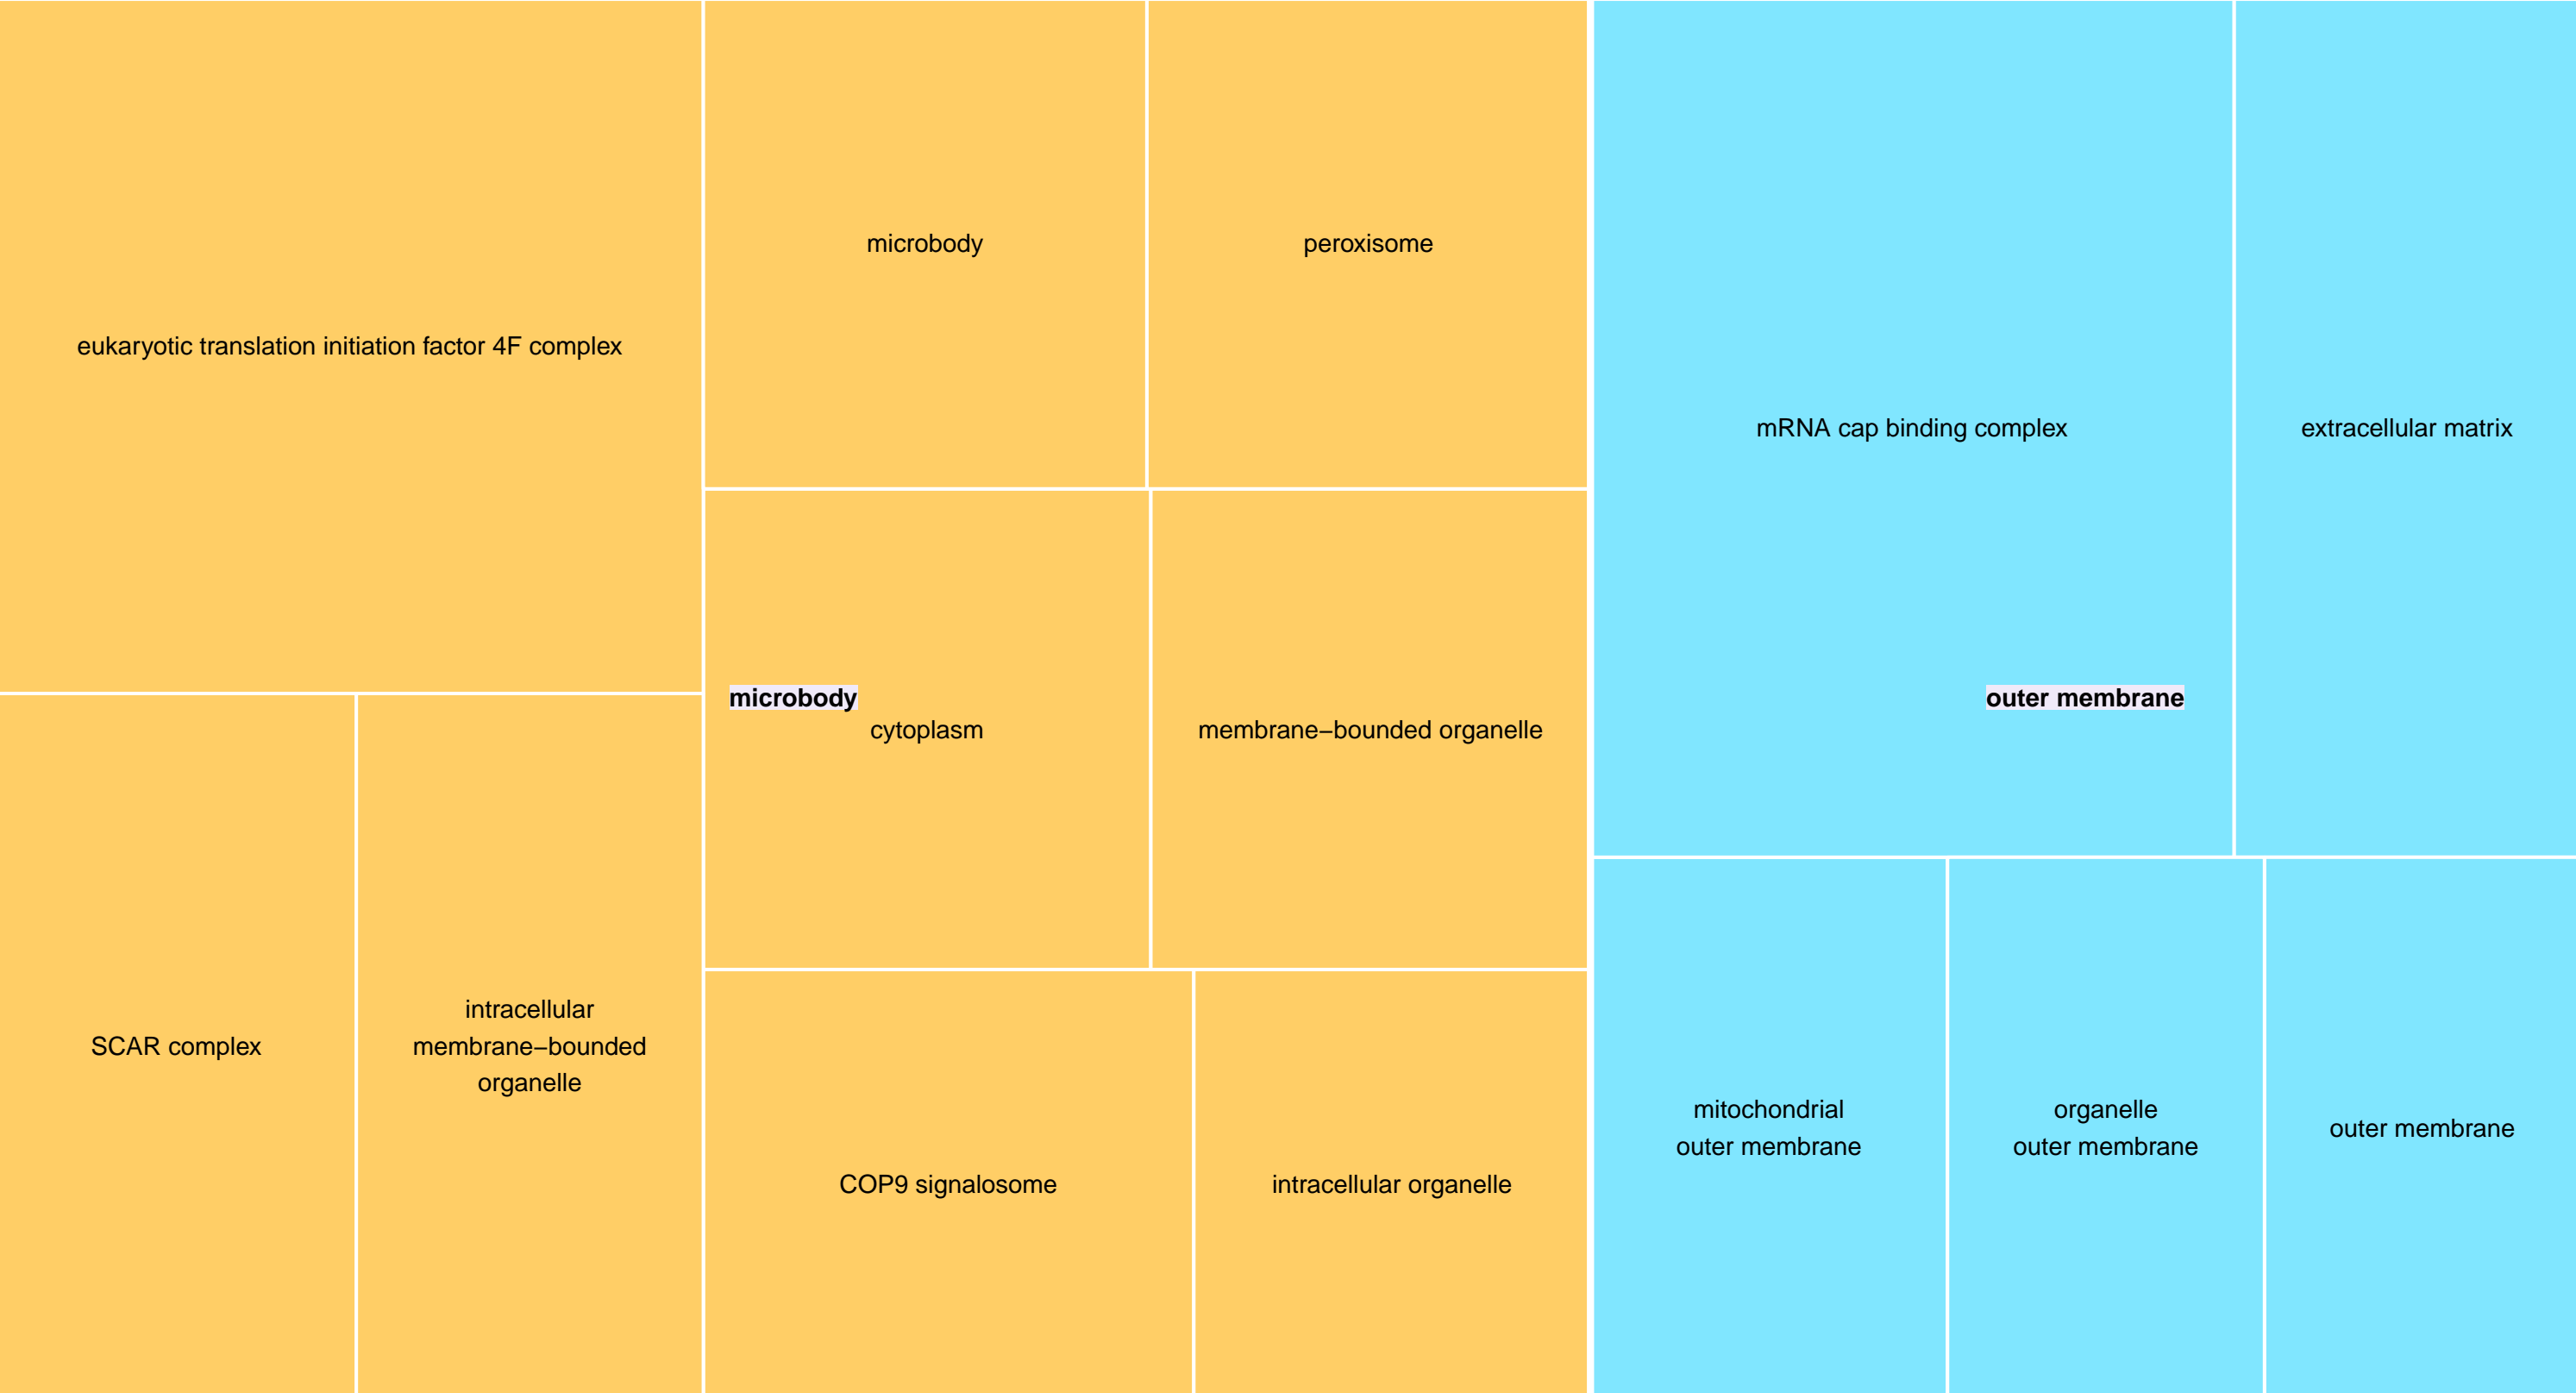 microbody
peroxisome
eukaryotic translation initiation factor 4F complex
mRNA cap binding complex
extracellular matrix
microbody
outer membrane
cytoplasm
membrane−bounded organelle
SCAR complex
intracellular
membrane−bounded
organelle
COP9 signalosome
intracellular organelle
mitochondrial
outer membrane
organelle
outer membrane
outer membrane